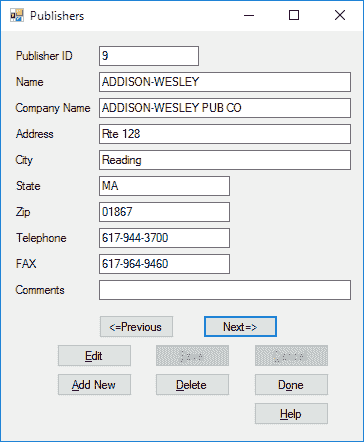 Publishers
Publisher ID 9
Name ADDISON-WESLEY
Company Name ADDISON-WESLEY PUB CO
Address Rte 128
City Reading
State MA
Zip 01867
Telephone 617-944-3700
FAX 617-964-9460
Comments
<=Previous Next=>
Edit Save Cancel
Add New Delete Done
Help